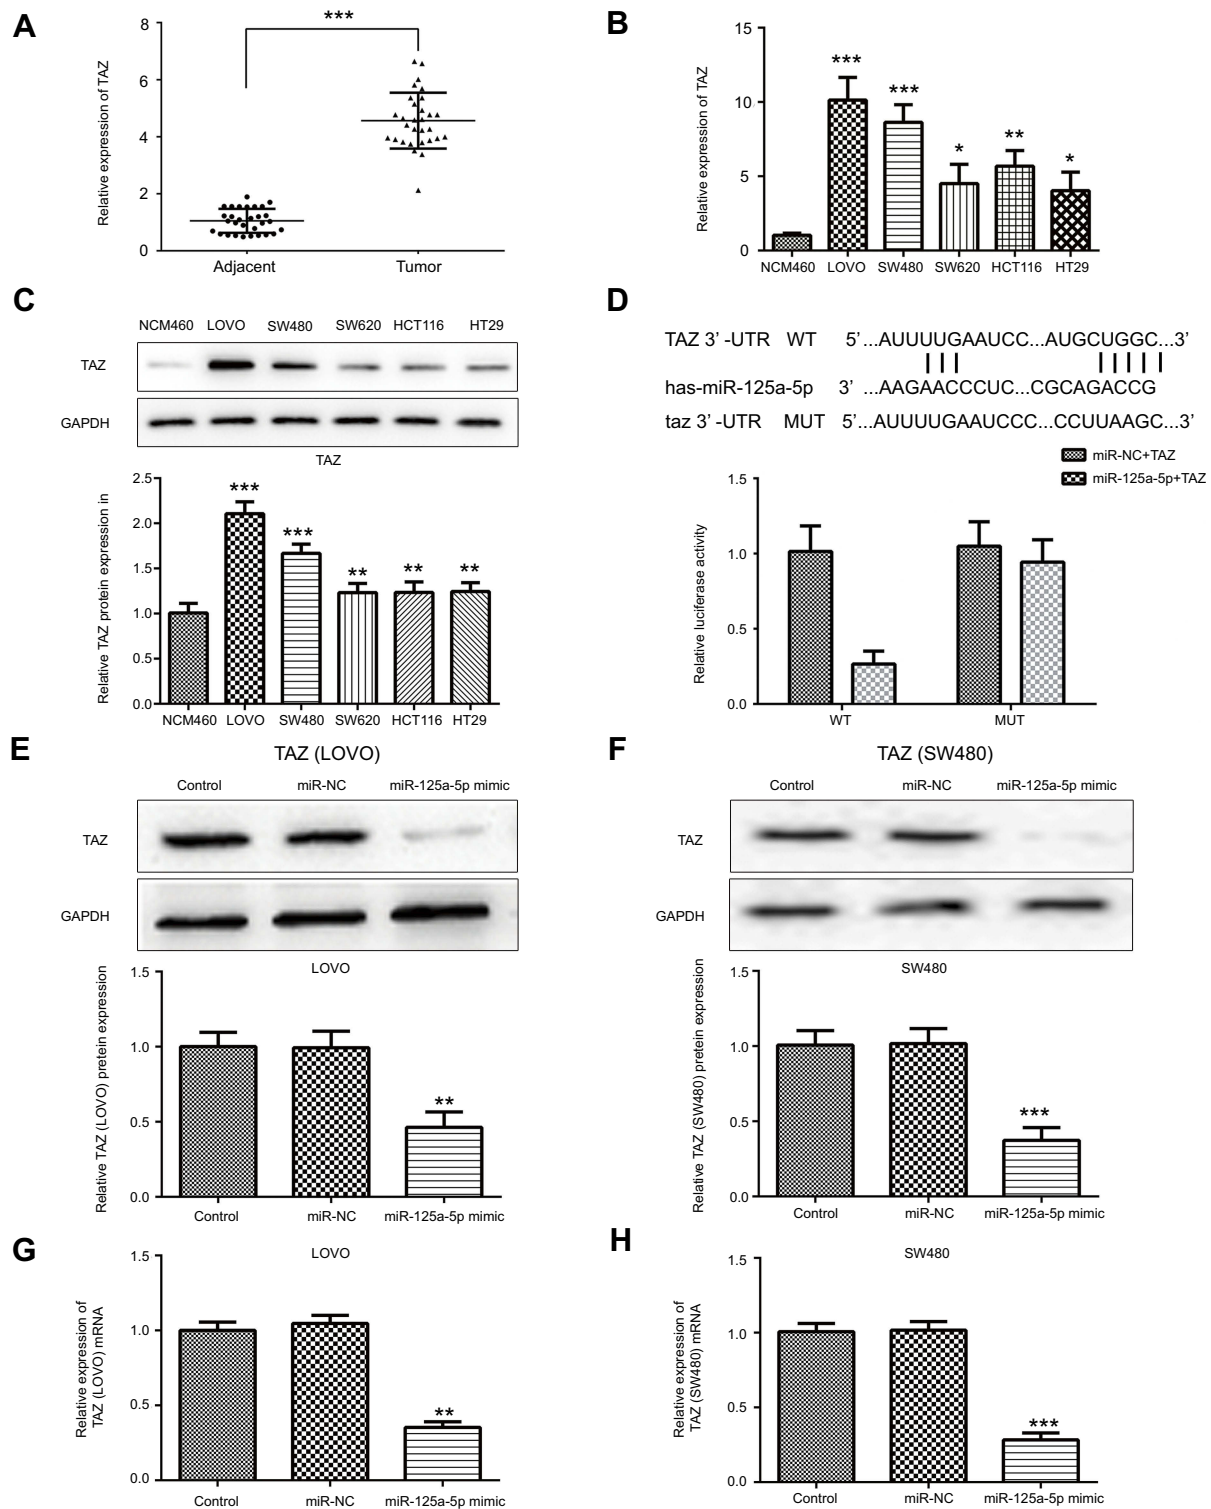 A
***
8
6
4
2
0
Relative expression of TAZ
Adjacent Tumor
B
15
10
5
0
Relative expression of TAZ
*** *** * ** *
NCM460 LOVO SW480 SW620 HCT116 HT29
C
NCM460 LOVO SW480 SW620 HCT116 HT29
TAZ
GAPDH
TAZ
2.5
2.0
1.5
1.0
0.5
0.0
Relative TAZ protein expression in
*** *** ** ** **
NCM460 LOVO SW480 SW620 HCT116 HT29
D
TAZ 3’ -UTR WT 5’ ...AUUUUGAAUCC...AUGCUGGC...3’
has-miR-125a-5p 3’ ...AAGAACCCUC...CGCAGACCG
taz 3’ -UTR MUT 5’...AUUUUGAAUCCC...CCUUAAGC...3’
miR-NC+TAZ
miR-125a-5p+TAZ
1.5
1.0
0.5
0.0
Relative luciferase activity
WT MUT
E
TAZ (LOVO)
Control miR-NC miR-125a-5p mimic
TAZ
GAPDH
LOVO
1.5
1.0
0.5
0.0
Relative TAZ (LOVO) pretein expression
**
Control miR-NC miR-125a-5p mimic
F
TAZ (SW480)
Control miR-NC miR-125a-5p mimic
TAZ
GAPDH
SW480
1.5
1.0
0.5
0.0
Relative TAZ (SW480) pretein expression
***
Control miR-NC miR-125a-5p mimic
G
LOVO
1.5
1.0
0.5
0.0
Relative expression of
TAZ (LOVO) mRNA
**
Control miR-NC miR-125a-5p mimic
H
SW480
1.5
1.0
0.5
0.0
Relative expression of
TAZ (SW480) mRNA
***
Control miR-NC miR-125a-5p mimic